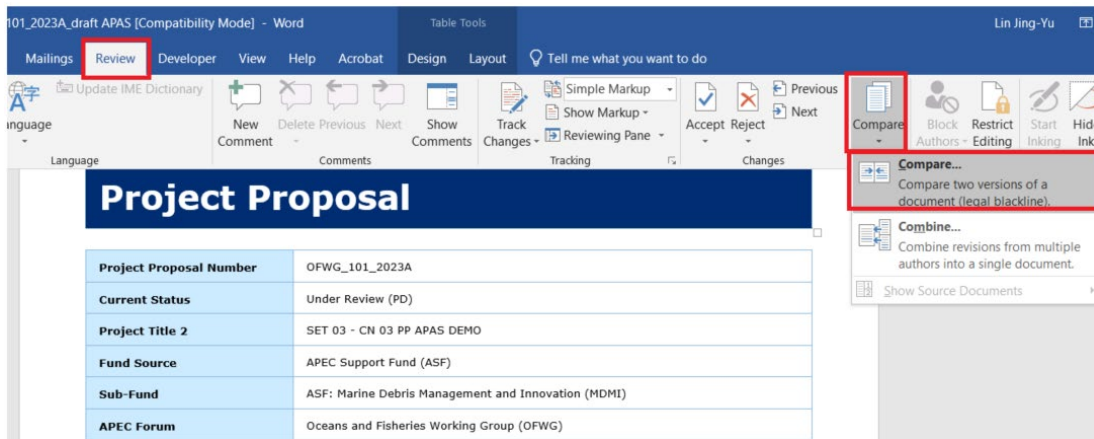 101_2023A_draft APAS [Compatibility Mode] - Word
Table Tools
Lin Jing-Yu
Mailings Review Developer View Help Acrobat Design Layout Tell me what you want to do
A字
anguage
Update IME Dictionary
Language
New
Comment
Delete Previous Next
Show
Comments
Comments
Track
Changes
Simple Markup
Show Markup
Reviewing Pane
Tracking
Accept Reject
Previous
Next
Changes
Compare
Block
Authors
Restrict
Editing
Start
Inking
Hid
Ink
Compare...
Compare two versions of a
document (legal blackline).
Combine...
Combine revisions from multiple
authors into a single document.
Show Source Documents
Project Proposal
Project Proposal Number OFWG_101_2023A
Current Status Under Review (PD)
Project Title 2 SET 03 - CN 03 PP APAS DEMO
Fund Source APEC Support Fund (ASF)
Sub-Fund ASF: Marine Debris Management and Innovation (MDMI)
APEC Forum Oceans and Fisheries Working Group (OFWG)